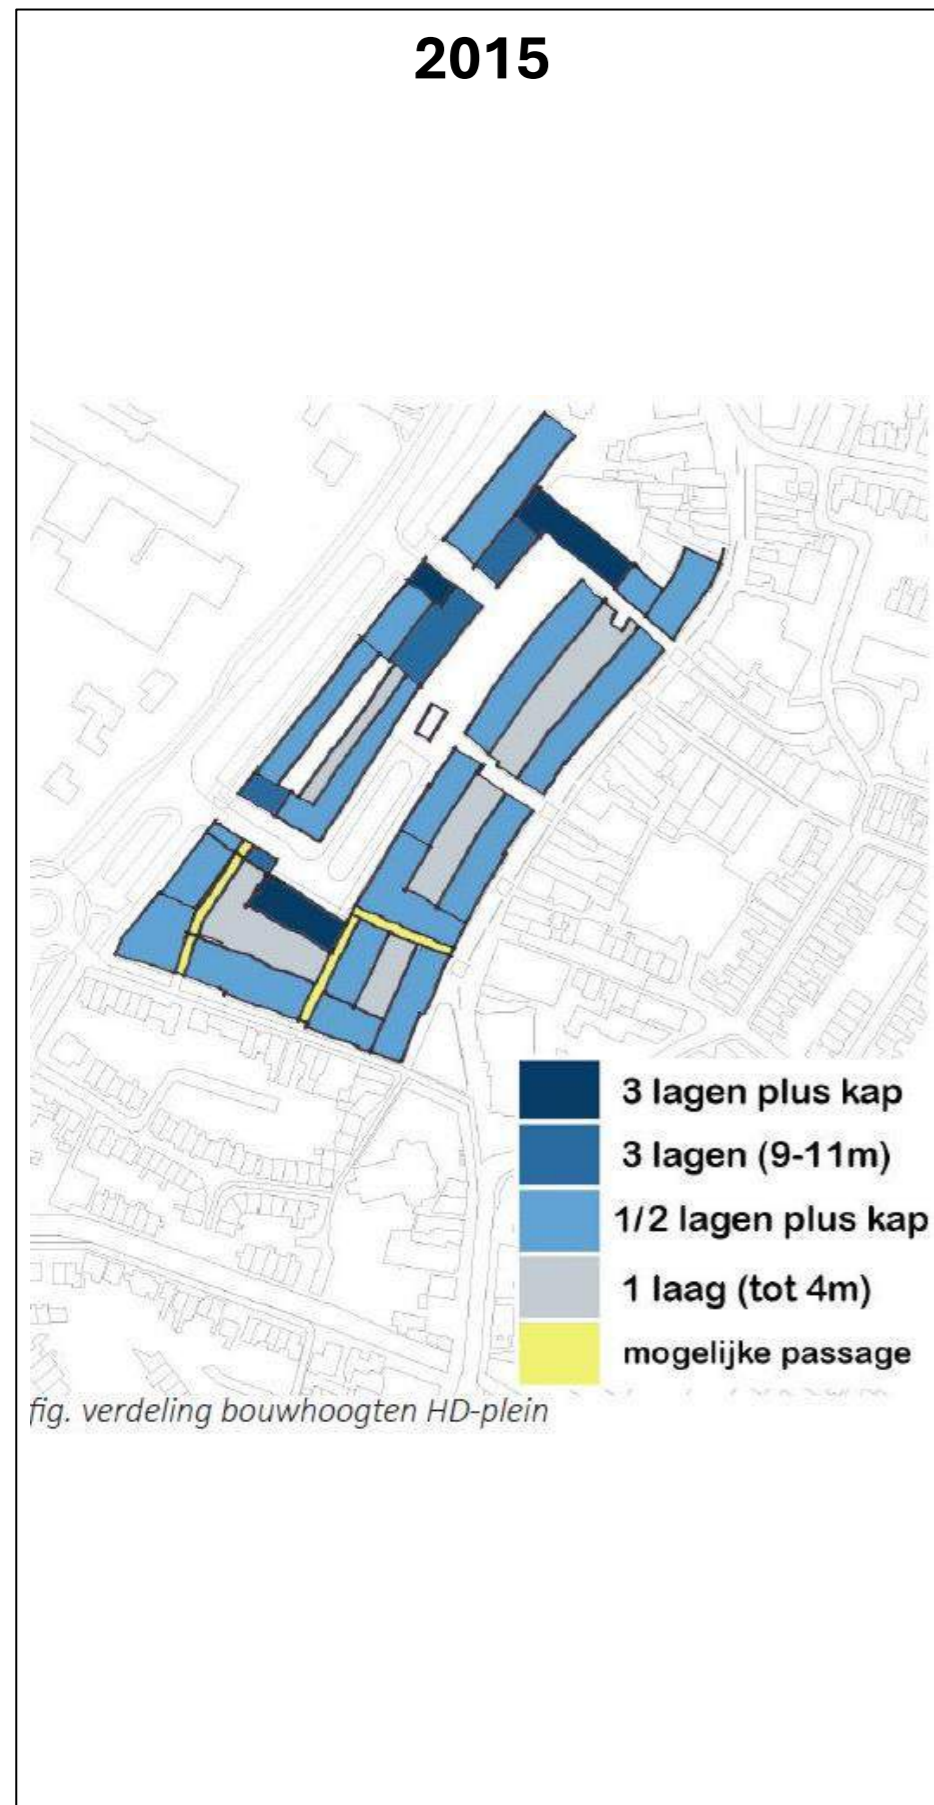 2015
3 lagen plus kap
3 lagen (9-11m)
1/2 lagen plus kap
1 laag (tot 4m)
mogelijke passage
fig. verdeling bouwhoogten HD-plein